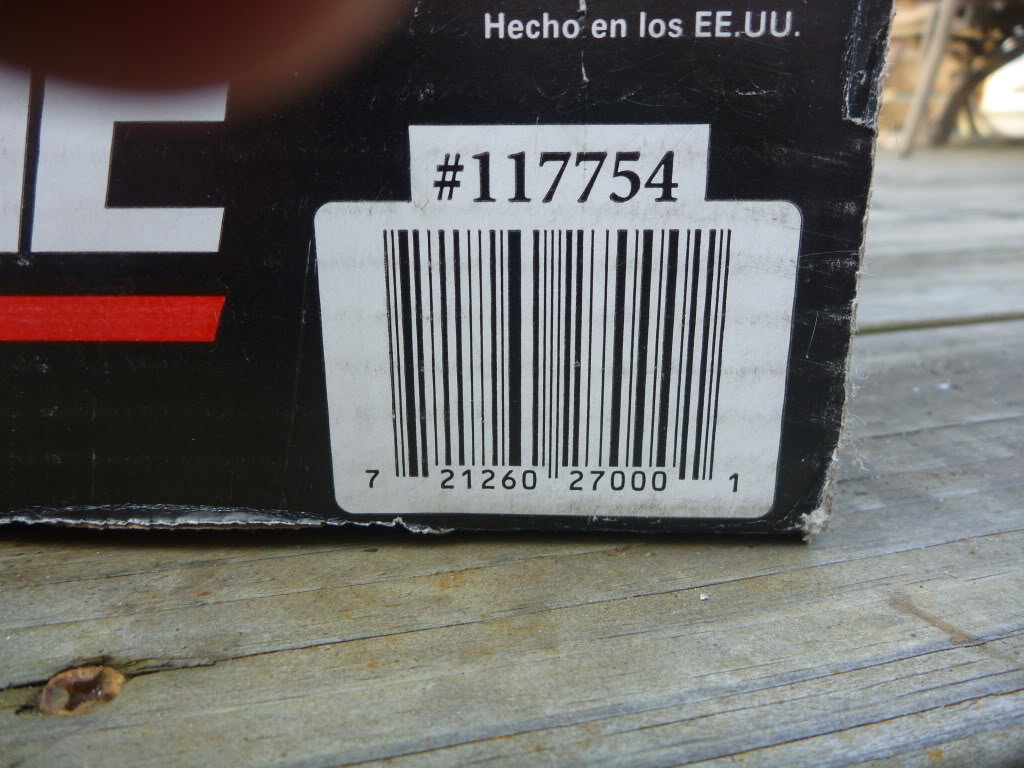 Hecho en los EE.UU.
E
#117754
7 21260 27000 1